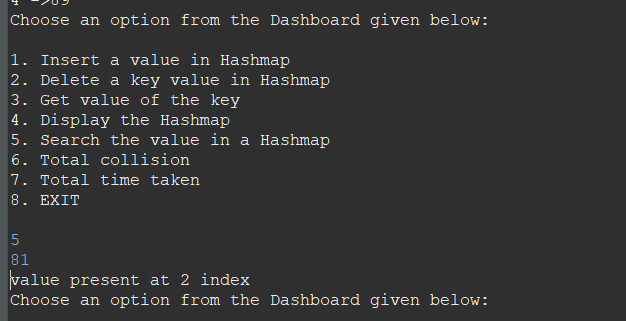 Choose an option from the Dashboard given below:
1. Insert a value in Hashmap
2. Delete a key value in Hashmap
3. Get value of the key
4. Display the Hashmap
5. Search the value in a Hashmap
6. Total collision
7. Total time taken
8. EXIT
5
81
value present at 2 index
Choose an option from the Dashboard given below: